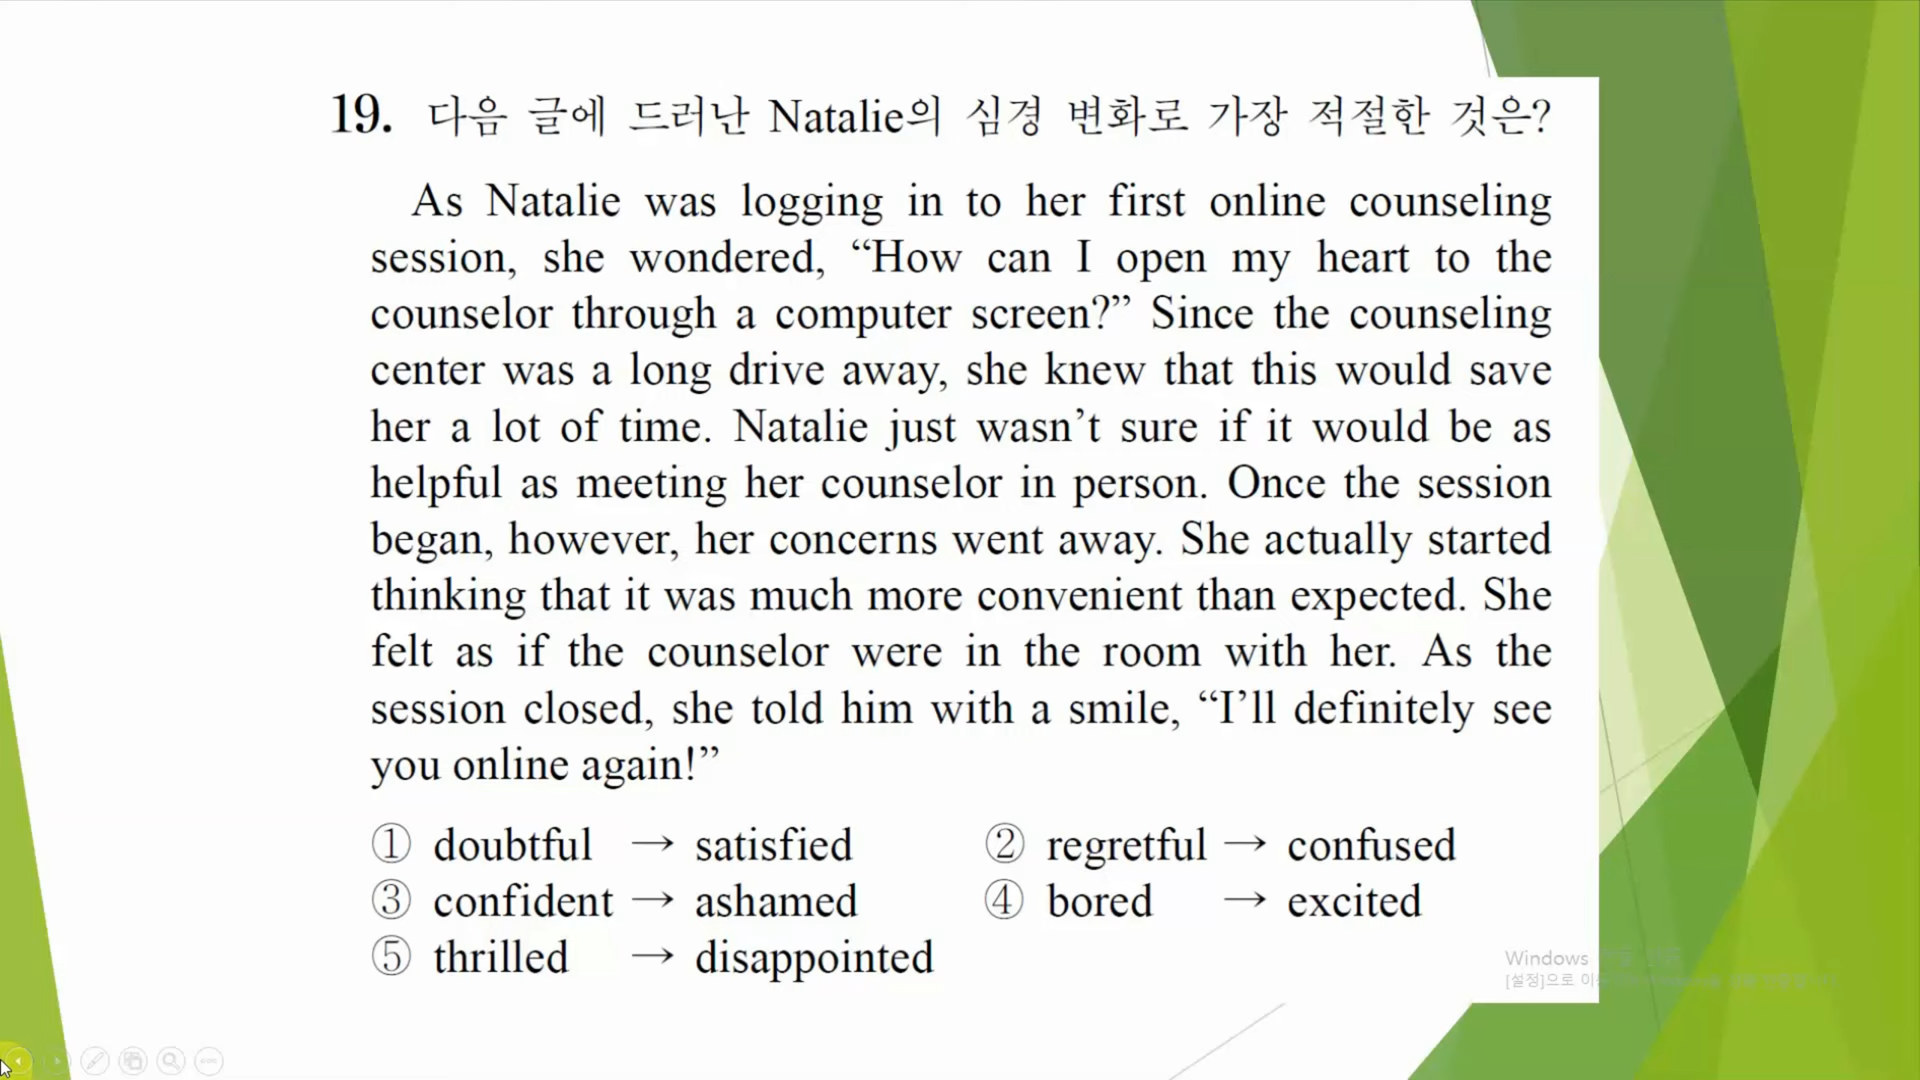 19. 다음 글에 드러난 Natalie의 심경 변화로 가장 적절한 것은?
As Natalie was logging in to her first online counseling
session, she wondered, “How can I open my heart to the
counselor through a computer screen?” Since the counseling
center was a long drive away, she knew that this would save
her a lot of time. Natalie just wasn’t sure if it would be as
helpful as meeting her counselor in person. Once the session
began, however, her concerns went away. She actually started
thinking that it was much more convenient than expected. She
felt as if the counselor were in the room with her. As the
session closed, she told him with a smile, “I’ll definitely see
you online again!”
① doubtful → satisfied ② regretful → confused
③ confident → ashamed ④ bored → excited
⑤ thrilled → disappointed
Windows
[설정]으로